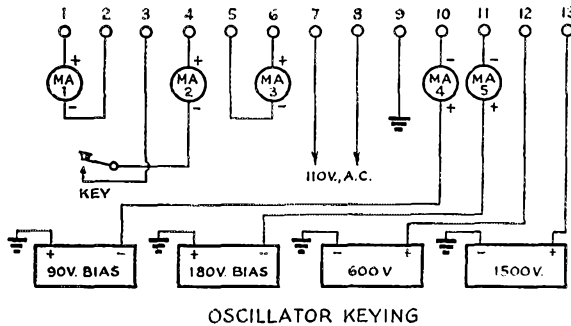 1 2 3 4 5 6 7 8 9 10 11 12 13
+ + + - -
MA 1 MA 2 MA 3 MA 4 MA 5
- - - + +
KEY
110V., A.C.
+ - + - - + - +
90V. BIAS 180V. BIAS 600V 1500V.
OSCILLATOR KEYING